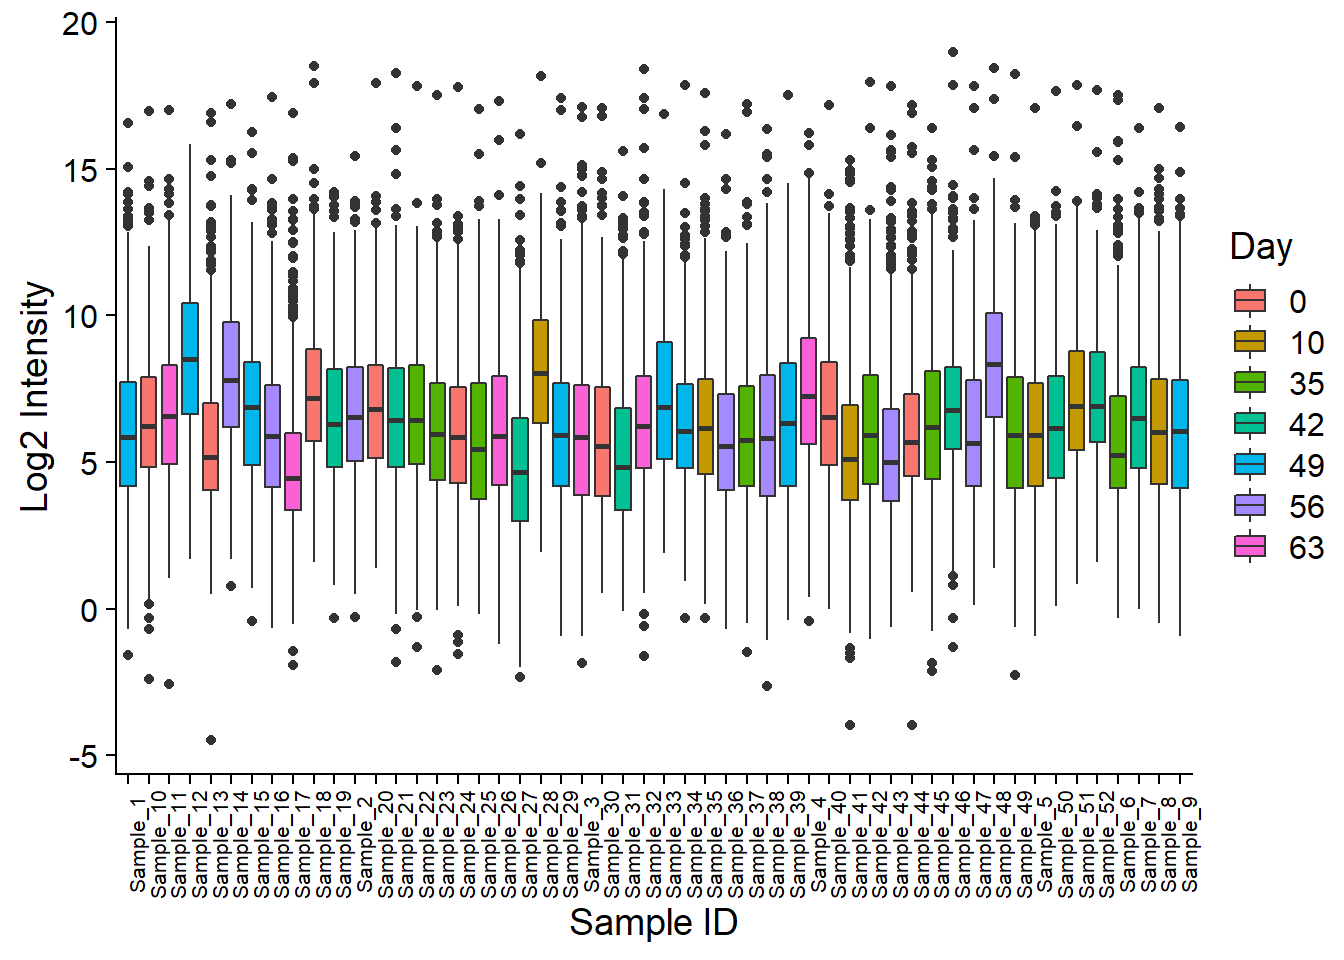 20
15
10
5
0
-5
Log2 Intensity
Sample_1
Sample_10
Sample_11
Sample_12
Sample_13
Sample_14
Sample_15
Sample_16
Sample_17
Sample_18
Sample_19
Sample_2
Sample_20
Sample_21
Sample_22
Sample_23
Sample_24
Sample_25
Sample_26
Sample_27
Sample_28
Sample_29
Sample_3
Sample_30
Sample_31
Sample_32
Sample_33
Sample_34
Sample_35
Sample_36
Sample_37
Sample_38
Sample_39
Sample_4
Sample_40
Sample_41
Sample_42
Sample_43
Sample_44
Sample_45
Sample_46
Sample_47
Sample_48
Sample_49
Sample_5
Sample_50
Sample_51
Sample_52
Sample_6
Sample_7
Sample_8
Sample_9
Sample ID
Day
0
10
35
42
49
56
63